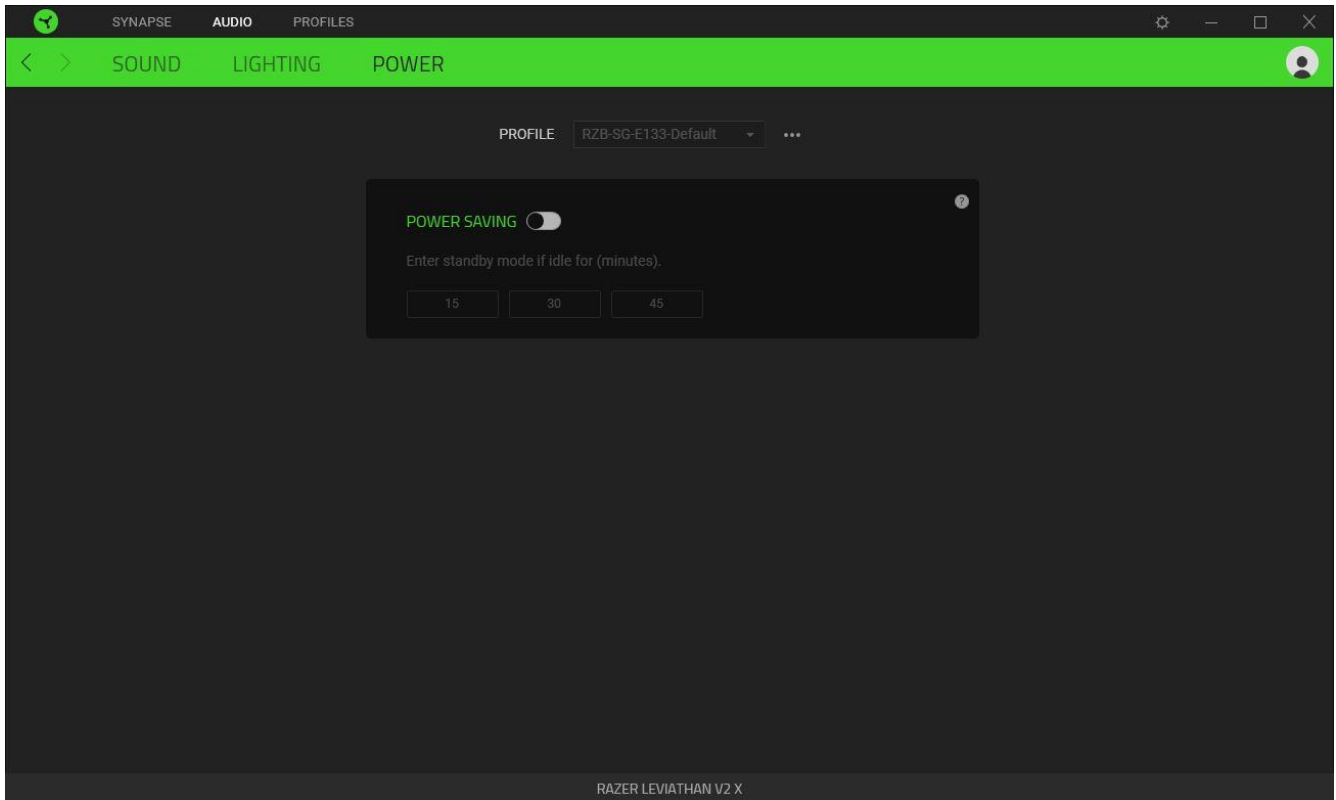 SYNAPSE AUDIO PROFILES
SOUND LIGHTING POWER
PROFILE RZB-SG-E133-Default
?
POWER SAVING
Enter standby mode if idle for (minutes).
15 30 45
RAZER LEVIATHAN V2 X